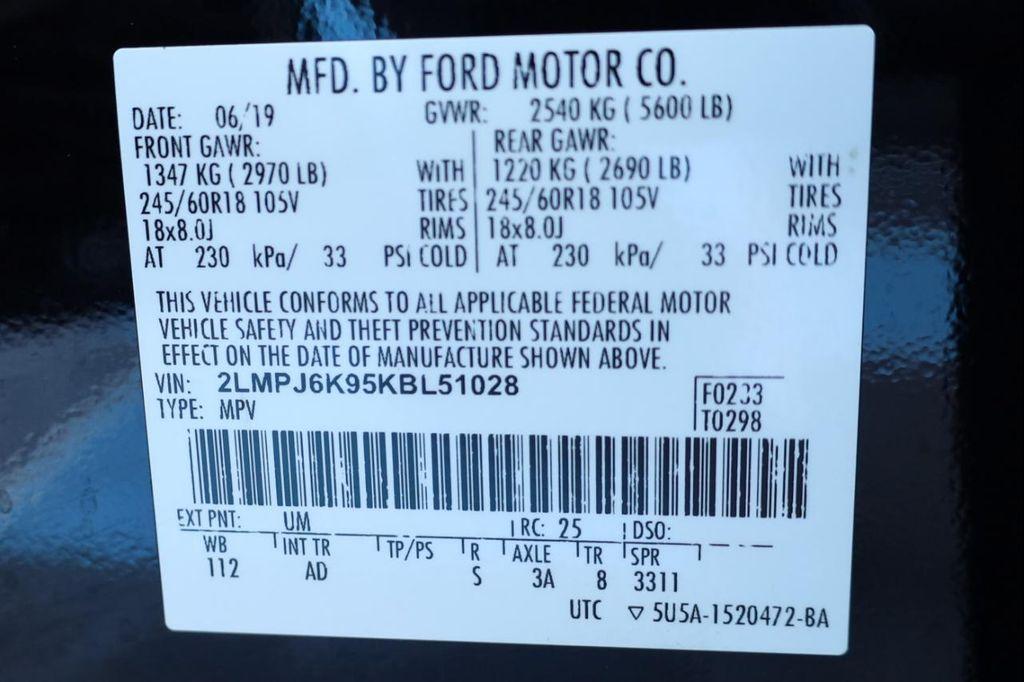 MFD. BY FORD MOTOR CO.
DATE: 06/19 GVWR: 2540 KG ( 5600 LB)
FRONT GAWR: REAR GAWR:
1347 KG ( 2970 LB) WITH 1220 KG ( 2690 LB) WITH
245/60R18 105V TIRES 245/60R18 105V TIRES
18x8.0J RIMS 18x8.0J RIMS
AT 230 kPa/ 33 PSI COLD AT 230 kPa/ 33 PSI COLD
THIS VEHICLE CONFORMS TO ALL APPLICABLE FEDERAL MOTOR
VEHICLE SAFETY AND THEFT PREVENTION STANDARDS IN
EFFECT ON THE DATE OF MANUFACTURE SHOWN ABOVE.
VIN: 2LMPJ6K95KBL51028
F0233
TYPE: MPV
T0298
EXT PNT: UM RC: 25 DSO:
WB INT TR TP/PS R AXLE TR SPR
112 AD S 3A 8 3311
UTC ▽ 5U5A-1520472-BA